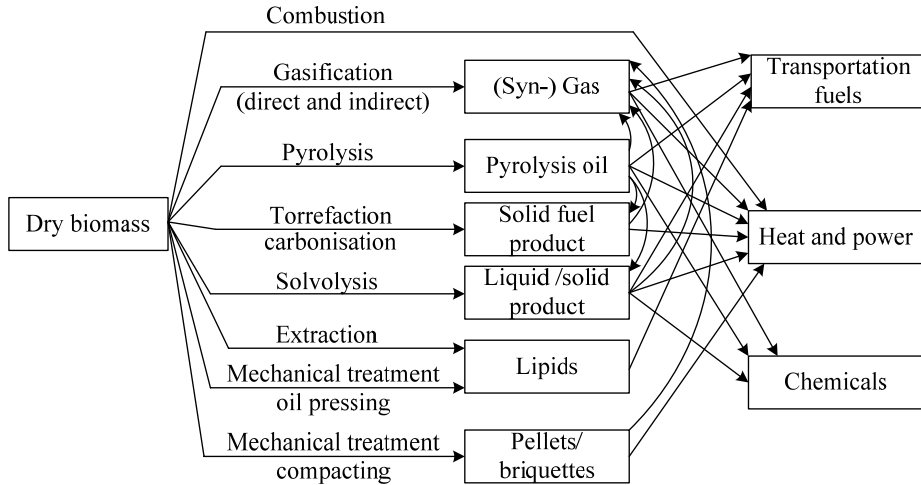 Combustion
Gasification
(direct and indirect)
Pyrolysis
Torrefaction
carbonisation
Solvolysis
Extraction
Mechanical treatment
oil pressing
Mechanical treatment
compacting
Dry biomass
(Syn-) Gas
Pyrolysis oil
Solid fuel
product
Liquid /solid
product
Lipids
Pellets/
briquettes
Transportation
fuels
Heat and power
Chemicals